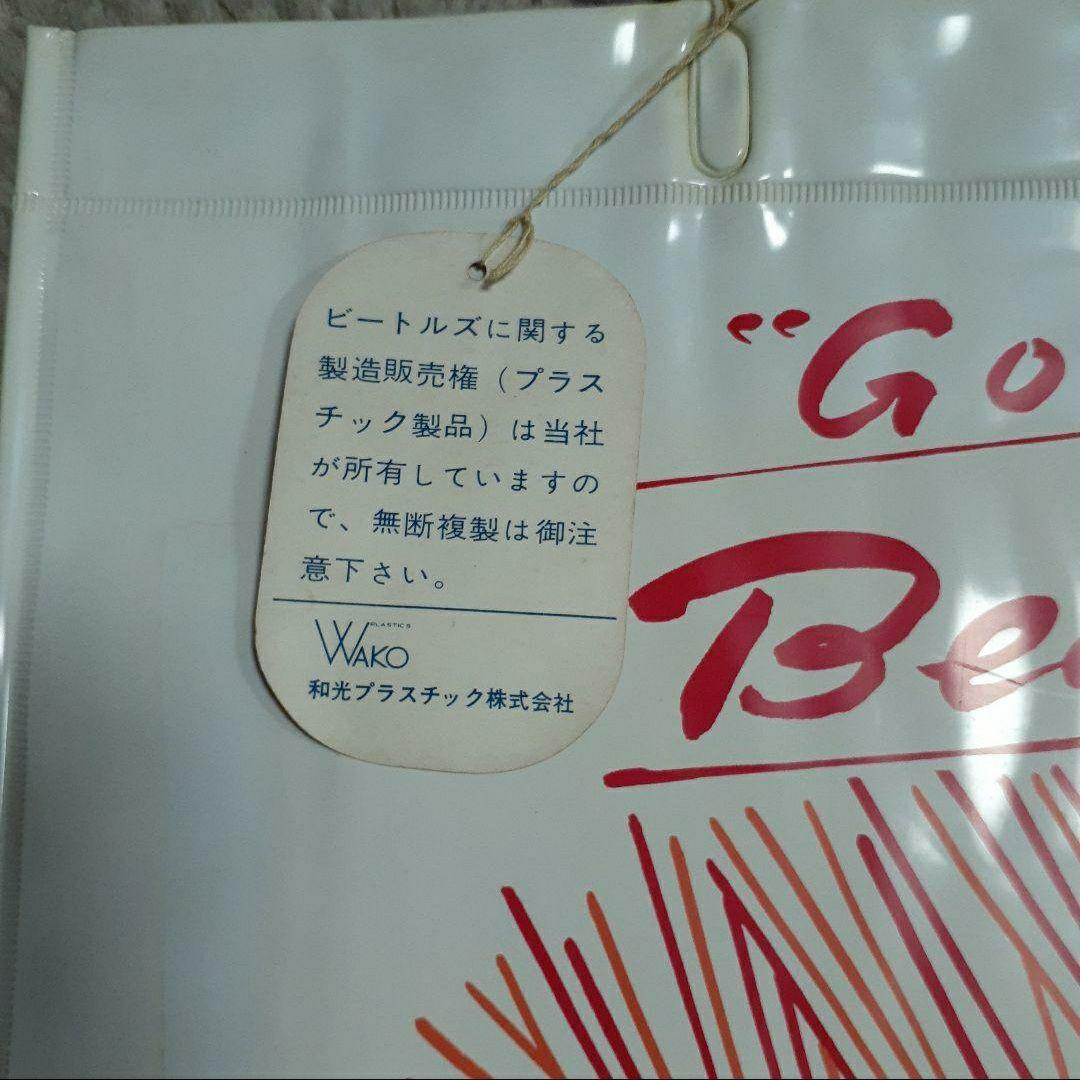 ビートルズに関する
製造販売権(プラス
チック製品)は当社
が所有していますの
で、無断複製は御注
意下さい。
PLASTICS
WAKO
和光プラスチック株式会社
“Go
Be